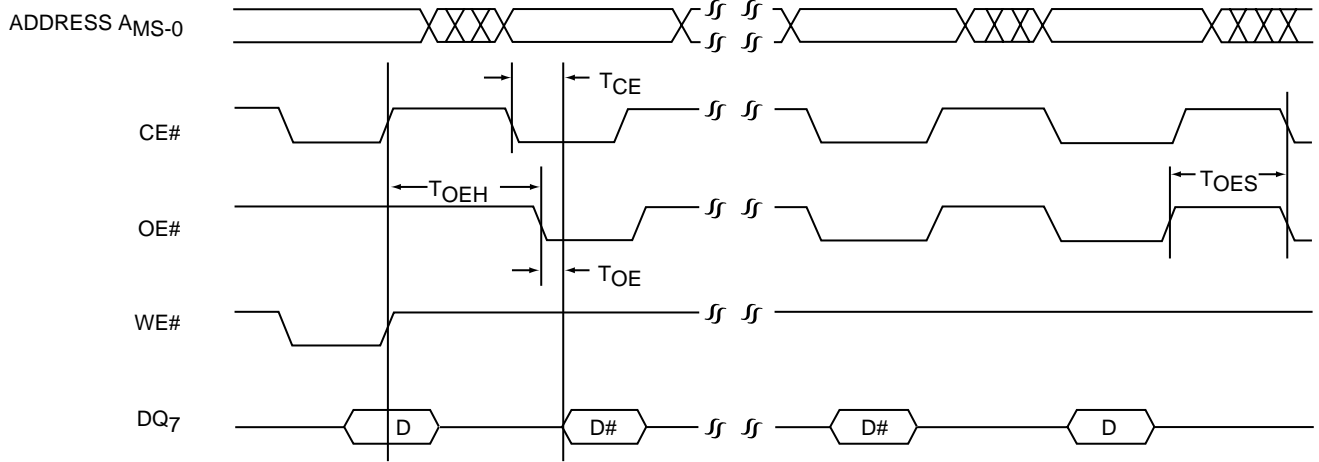 ADDRESS AMS-0
TCE
CE#
TOEH
TOES
OE#
TOE
WE#
DQ7
D
D#
D#
D